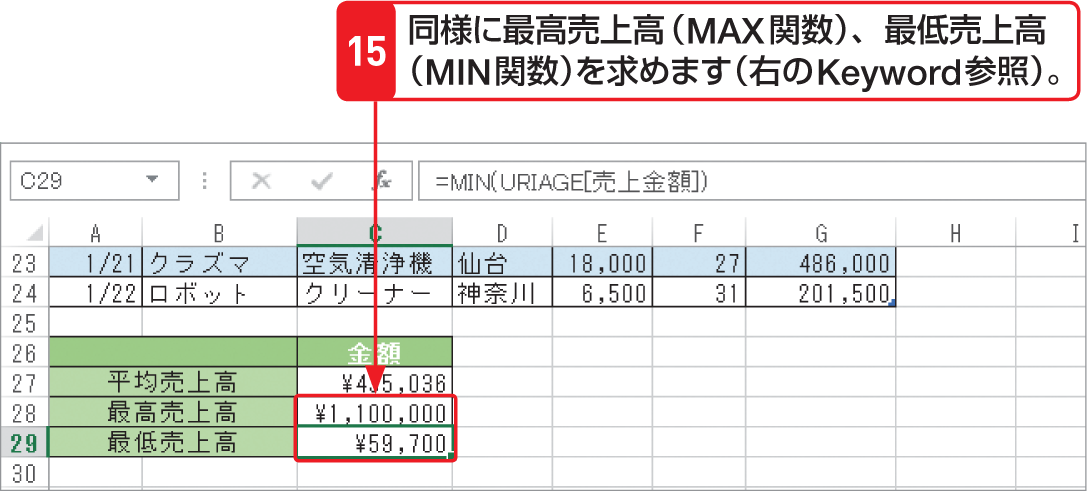 15
同様に最高売上高（MAX関数）、最低売上高
（MIN関数）を求めます（右のKeyword参照）。
C29 fx =MIN(URIAGE[売上金額])
A B C D E F G H I
23 1/21 クラズマ 空気清浄機 仙台 18,000 27 486,000
24 1/22 ロボット クリーナー 神奈川 6,500 31 201,500
25
26 金額
27 平均売上高 ¥435,036
28 最高売上高 ¥1,100,000
29 最低売上高 ¥59,700
30